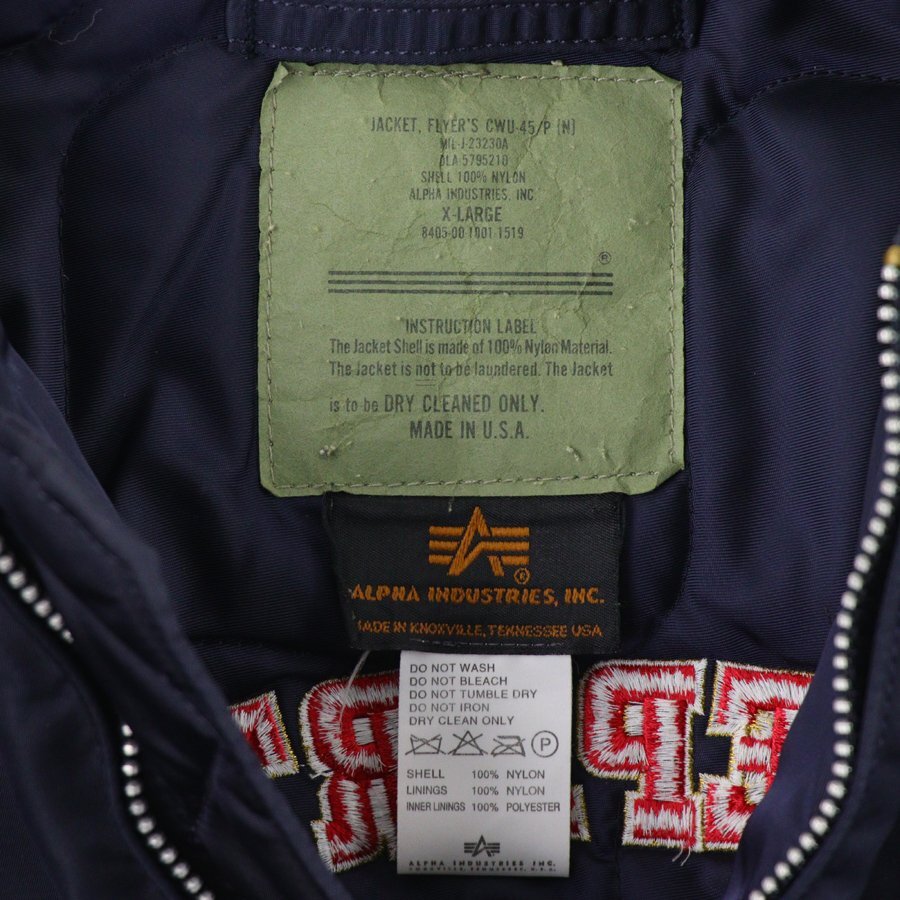 JACKET, FLYER'S CWU-45/P (N)
MIL-J-23230A
DLA-5795210
SHELL 100% NYLON
ALPHA INDUSTRIES, INC
X-LARGE
8405-00 1001-1519
®
INSTRUCTION LABEL
The Jacket Shell is made of 100% Nylon Material.
The Jacket is not to be laundered. The Jacket
is to be DRY CLEANED ONLY.
MADE IN U.S.A.
®
ALPHA INDUSTRIES, INC.
MADE IN KNOXVILLE, TENNESSEE USA
DO NOT WASH
DO NOT BLEACH
DO NOT TUMBLE DRY
DO NOT IRON
DRY CLEAN ONLY
P
SHELL 100% NYLON
LININGS 100% NYLON
INNER LININGS 100% POLYESTER
ALPHA INDUSTRIES INC.
KNOXVILLE, TENNESSEE, U.S.A.